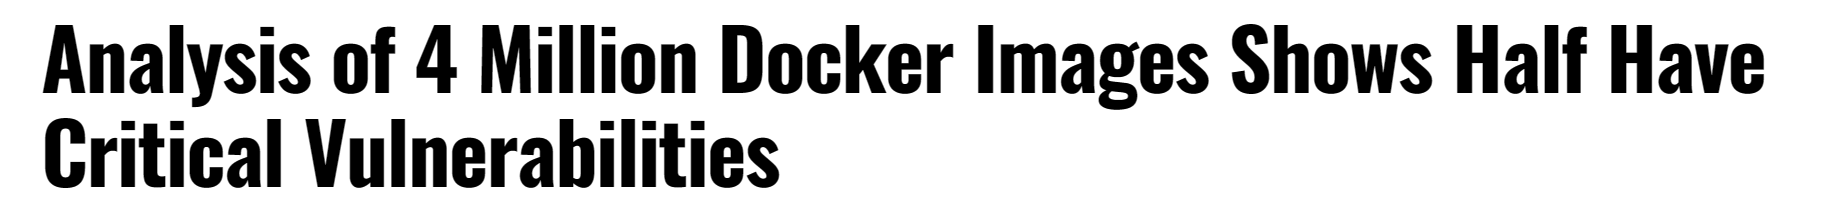 Analysis of 4 Million Docker Images Shows Half Have
Critical Vulnerabilities